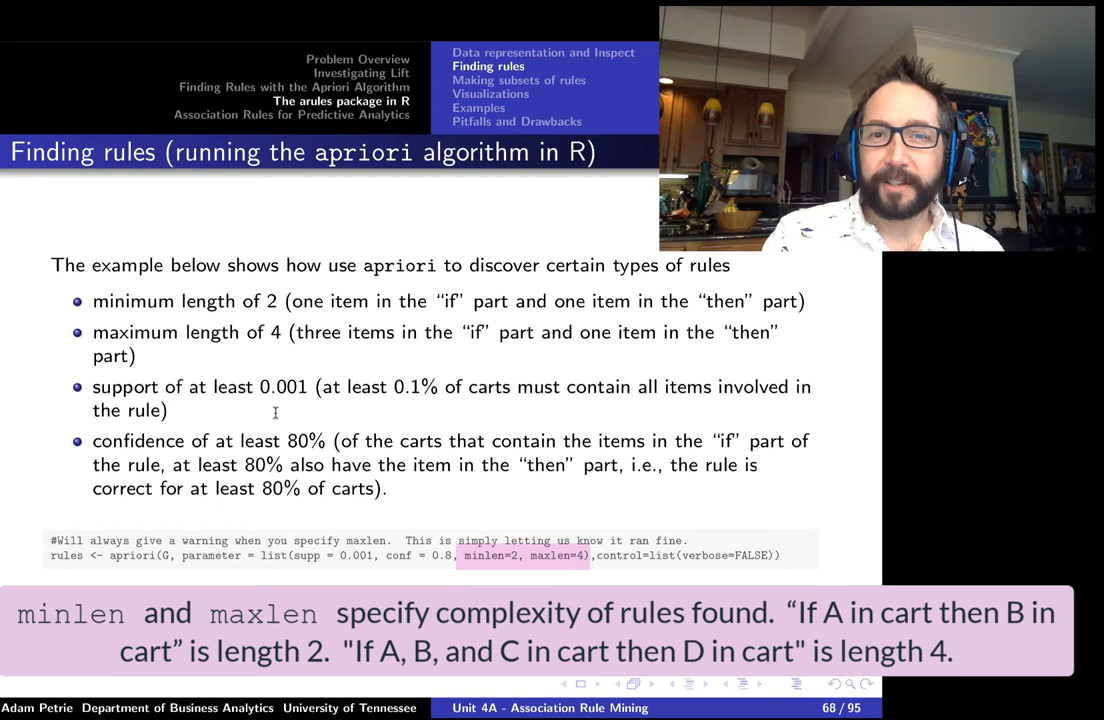 Problem Overview
Investigating Lift
Finding Rules with the Apriori Algorithm
The arules package in R
Association Rules for Predictive Analytics
Data representation and Inspect
Finding rules
Making subsets of rules
Visualizations
Examples
Pitfalls and Drawbacks
Finding rules (running the apriori algorithm in R)
The example below shows how use apriori to discover certain types of rules
minimum length of 2 (one item in the “if” part and one item in the “then” part)
maximum length of 4 (three items in the “if” part and one item in the “then”
part)
support of at least 0.001 (at least 0.1% of carts must contain all items involved in
the rule)
confidence of at least 80% (of the carts that contain the items in the “if” part of
the rule, at least 80% also have the item in the “then” part, i.e., the rule is
correct for at least 80% of carts).
#Will always give a warning when you specify maxlen. This is simply letting us know it ran fine.
rules <- apriori(G, parameter = list(supp = 0.001, conf = 0.8, minlen=2, maxlen=4),control=list(verbose=FALSE))
minlen and maxlen specify complexity of rules found. “If A in cart then B in
cart” is length 2. "If A, B, and C in cart then D in cart" is length 4.
Adam Petrie Department of Business Analytics University of Tennessee
Unit 4A - Association Rule Mining
68 / 95